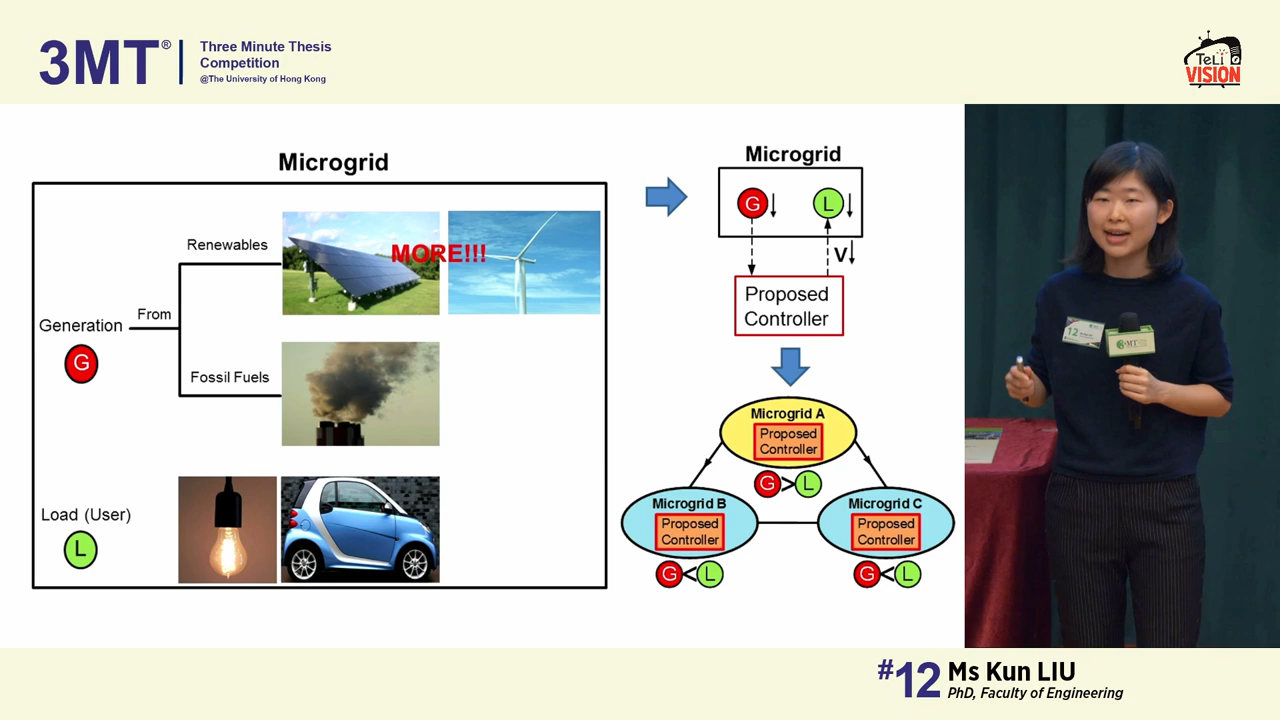 3MT®
Three Minute Thesis
Competition
@The University of Hong Kong
TeLi
VISION
Microgrid
Renewables
MORE!!!
From
Generation
G
Fossil Fuels
Load (User)
L
Microgrid
G
L
V
Proposed
Controller
Microgrid A
Proposed
Controller
G > L
Microgrid B
Proposed
Controller
G < L
Microgrid C
Proposed
Controller
G < L
12
3MT
#12 Ms Kun LIU
PhD, Faculty of Engineering